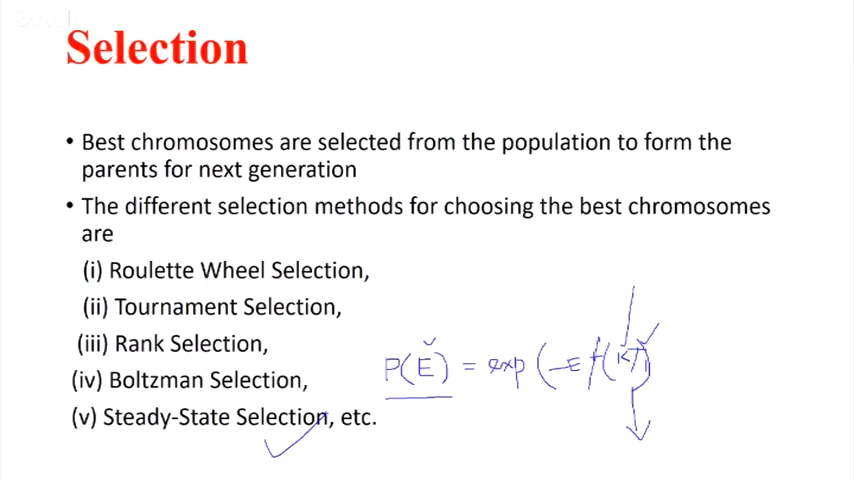 Selection
• Best chromosomes are selected from the population to form the
parents for next generation
• The different selection methods for choosing the best chromosomes
are
(i) Roulette Wheel Selection,
(ii) Tournament Selection,
(iii) Rank Selection,
(iv) Boltzman Selection,
(v) Steady-State Selection, etc.
P(E) = exp (-E